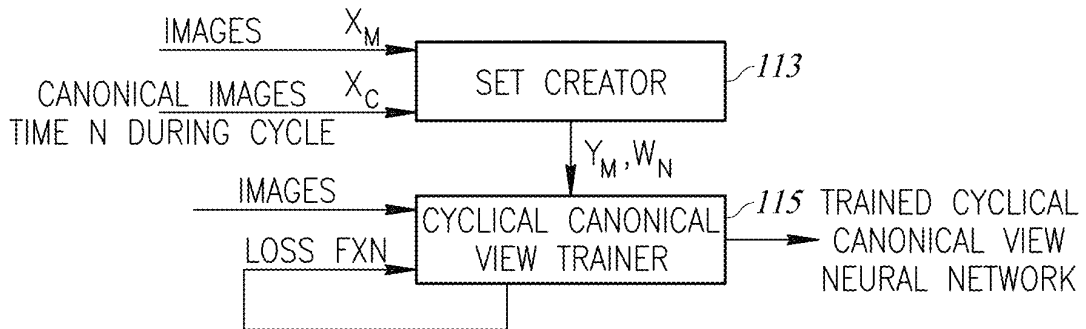 IMAGES X_M
SET CREATOR
113
CANONICAL IMAGES X_C
TIME N DURING CYCLE
Y_M, W_N
IMAGES
CYCLICAL CANONICAL
VIEW TRAINER
115
LOSS FXN
TRAINED CYCLICAL
CANONICAL VIEW
NEURAL NETWORK